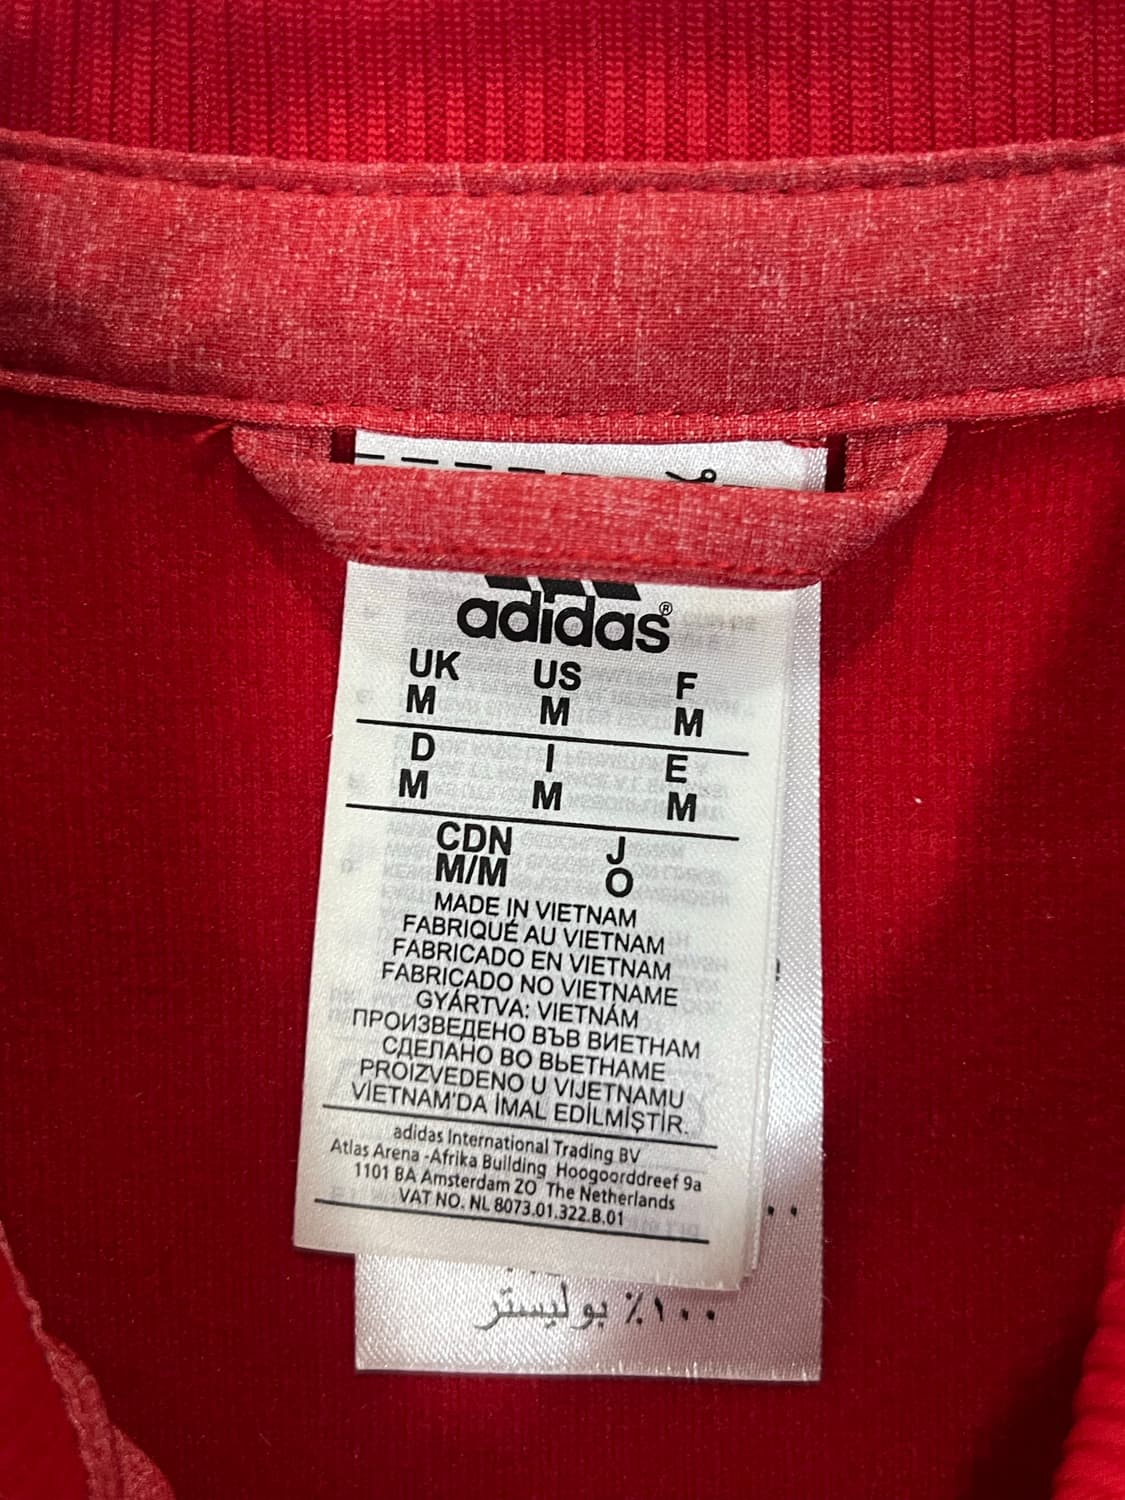 adidas®
UK US F
M M M
D I E
M M M
CDN J
M/M O
MADE IN VIETNAM
FABRIQUÉ AU VIETNAM
FABRICADO EN VIETNAM
FABRICADO NO VIETNAME
GYÁRTVA: VIETNÁM
ПРОИЗВЕДЕНО ВЪВ ВИЕТНАМ
СДЕЛАНО ВО ВЬЕТНАМЕ
PROIZVEDENO U VIJETNAMU
VİETNAM'DA İMAL EDİLMİŞTİR.
adidas International Trading BV
Atlas Arena -Afrika Building Hoogoorddreef 9a
1101 BA Amsterdam ZO The Netherlands
VAT NO. NL 8073.01.322.B.01
١٠٠٪ بوليستر